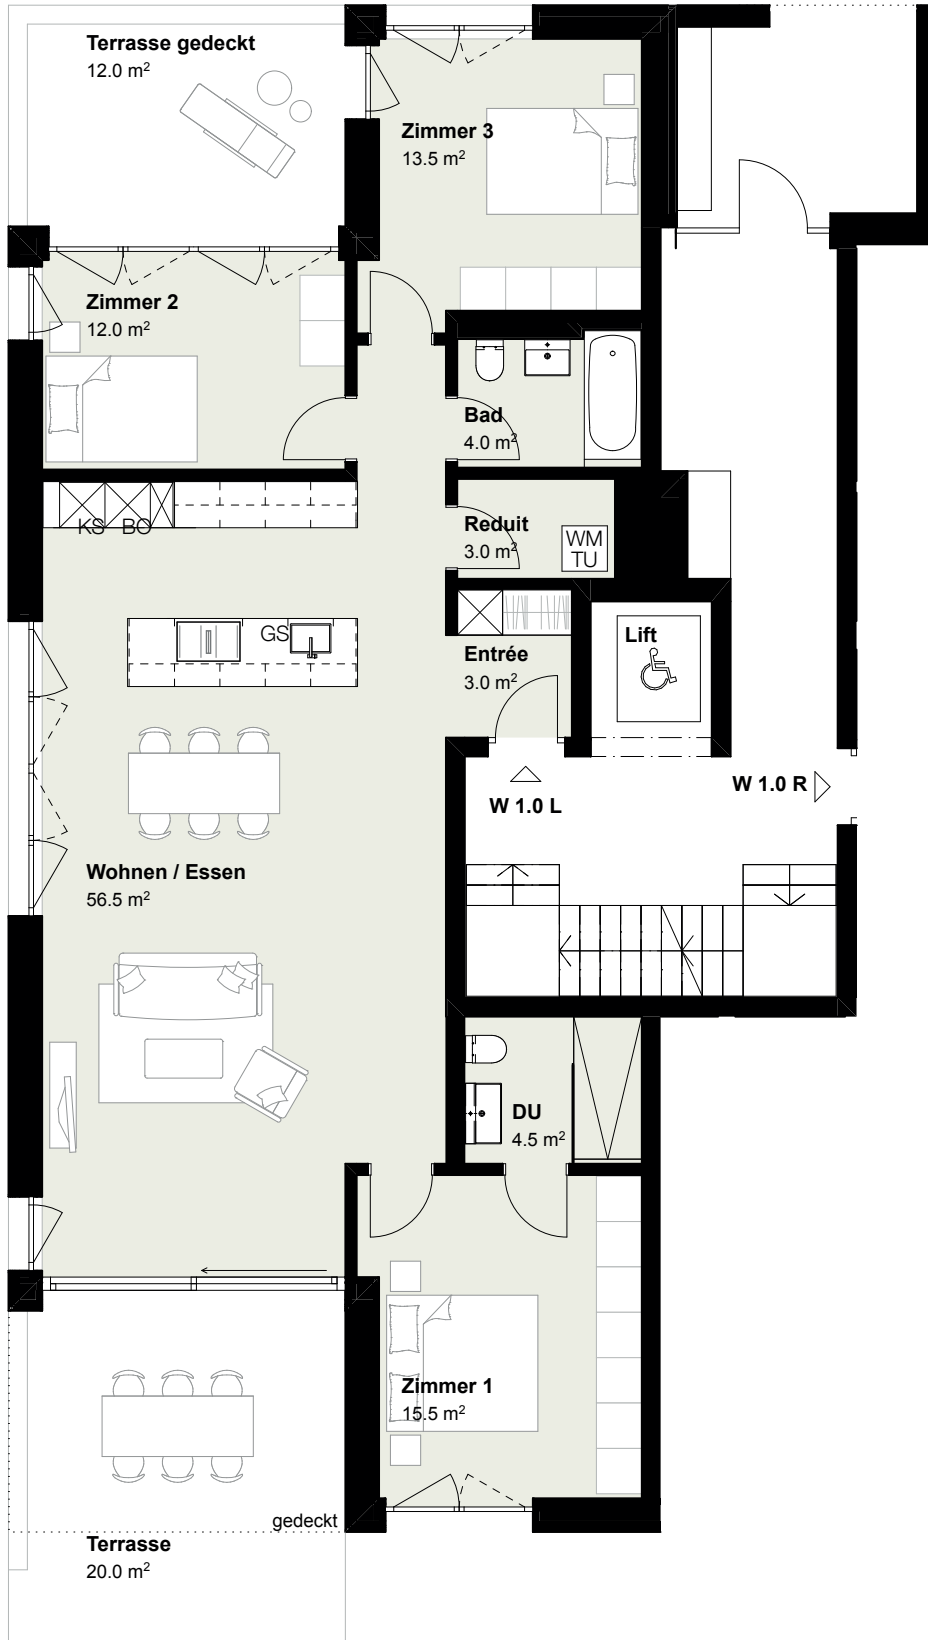 Terrasse gedeckt
12.0 m²
Zimmer 3
13.5 m²
Zimmer 2
12.0 m²
Bad
4.0 m²
KS BO
Reduit
3.0 m²
WM
TU
GS
Entrée
3.0 m²
Lift
W 1.0 L
W 1.0 R
Wohnen / Essen
56.5 m²
DU
4.5 m²
Zimmer 1
15.5 m²
gedeckt
Terrasse
20.0 m²